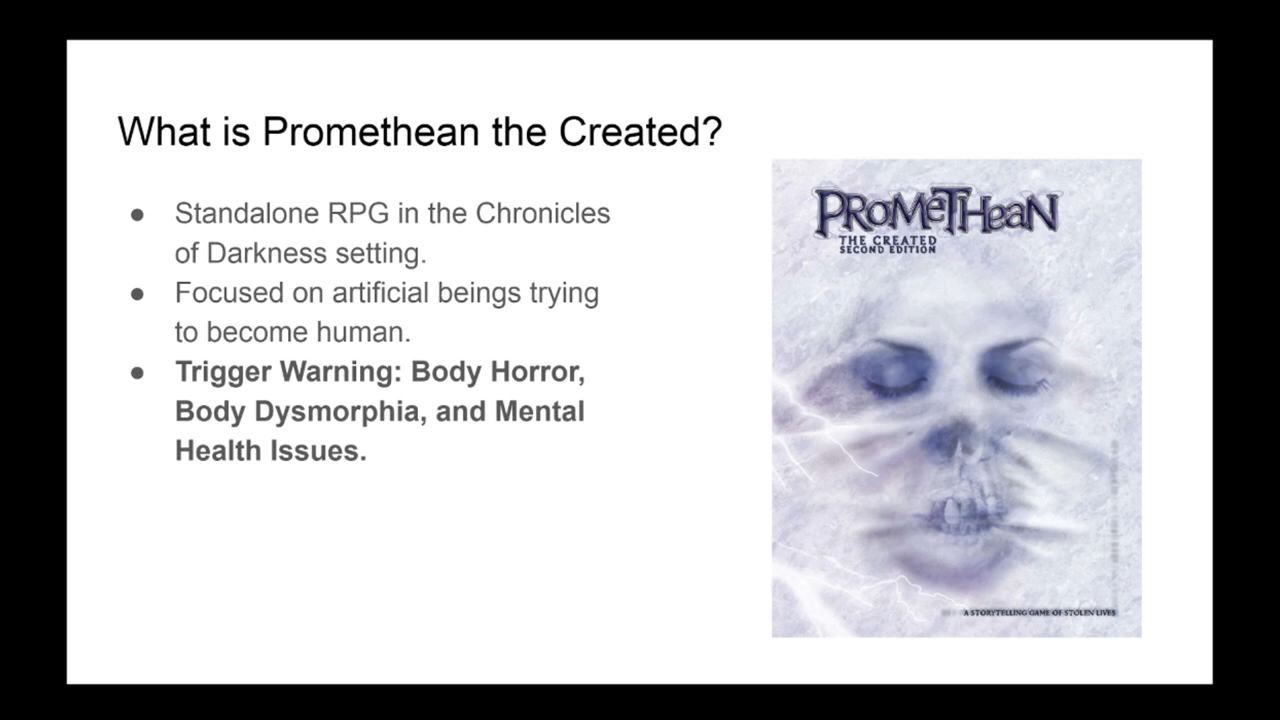 What is Promethean the Created?
● Standalone RPG in the Chronicles
of Darkness setting.
● Focused on artificial beings trying
to become human.
● Trigger Warning: Body Horror,
Body Dysmorphia, and Mental
Health Issues.
PROMETHEAN
THE CREATED
SECOND EDITION
A STORYTELLING GAME OF STOLEN LIVES